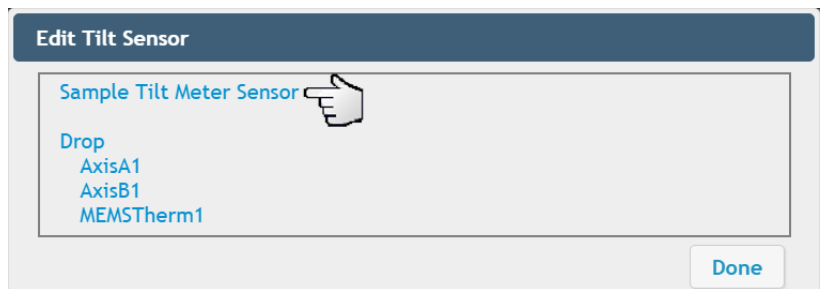 Edit Tilt Sensor
Sample Tilt Meter Sensor
Drop
AxisA1
AxisB1
MEMSTherm1
Done